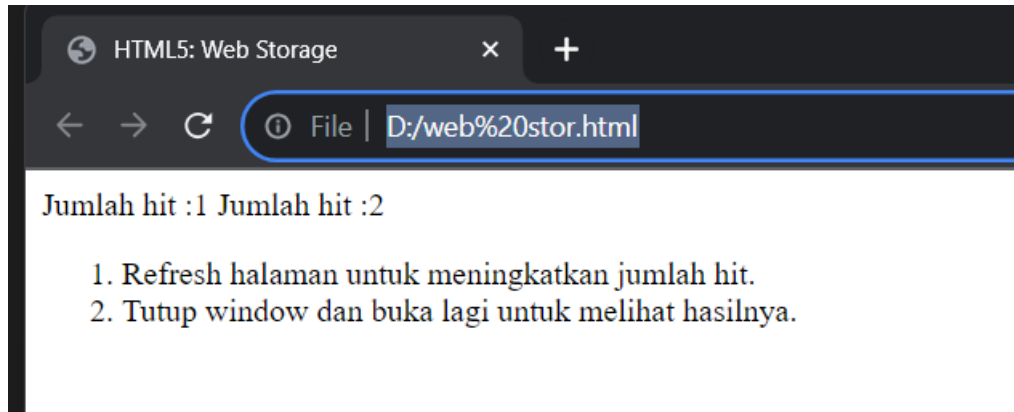 HTML5: Web Storage
File | D:/web%20stor.html
Jumlah hit :1 Jumlah hit :2
1. Refresh halaman untuk meningkatkan jumlah hit.
2. Tutup window dan buka lagi untuk melihat hasilnya.